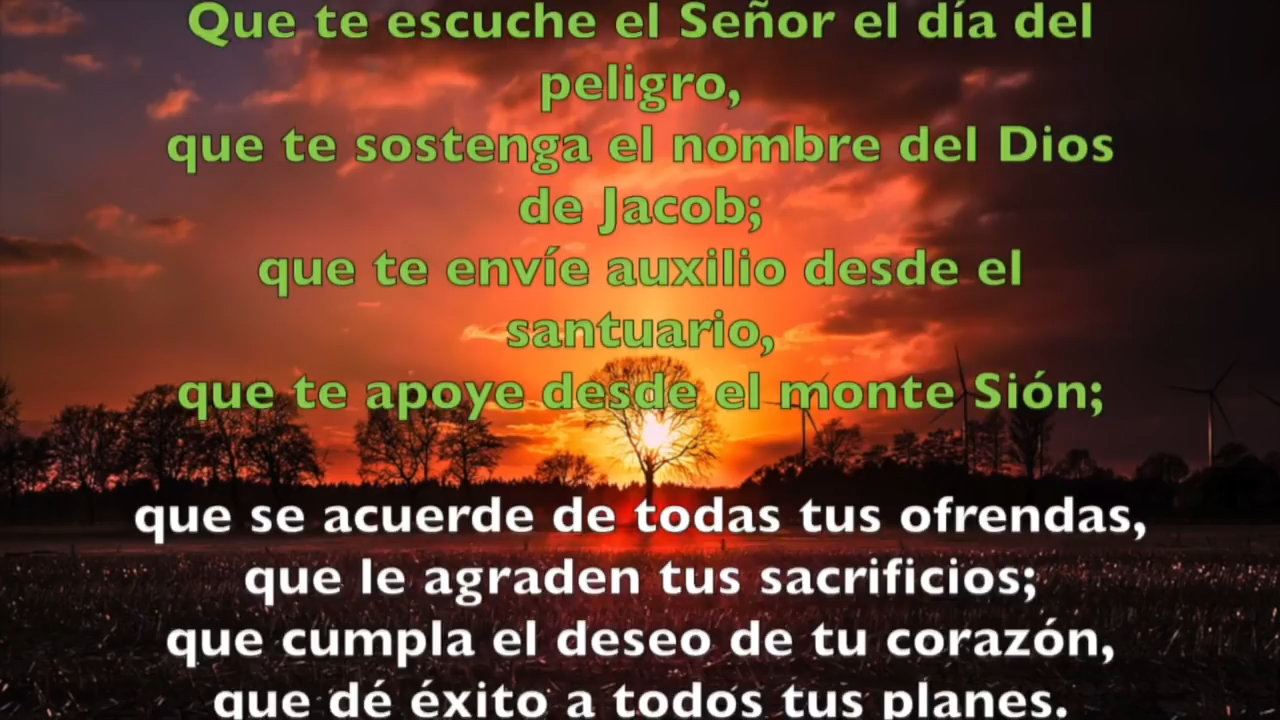 Que te escuche el Señor el día del
peligro,
que te sostenga el nombre del Dios
de Jacob;
que te envíe auxilio desde el
santuario,
que te apoye desde el monte Sión;
que se acuerde de todas tus ofrendas,
que le agraden tus sacrificios;
que cumpla el deseo de tu corazón,
que dé éxito a todos tus planes.